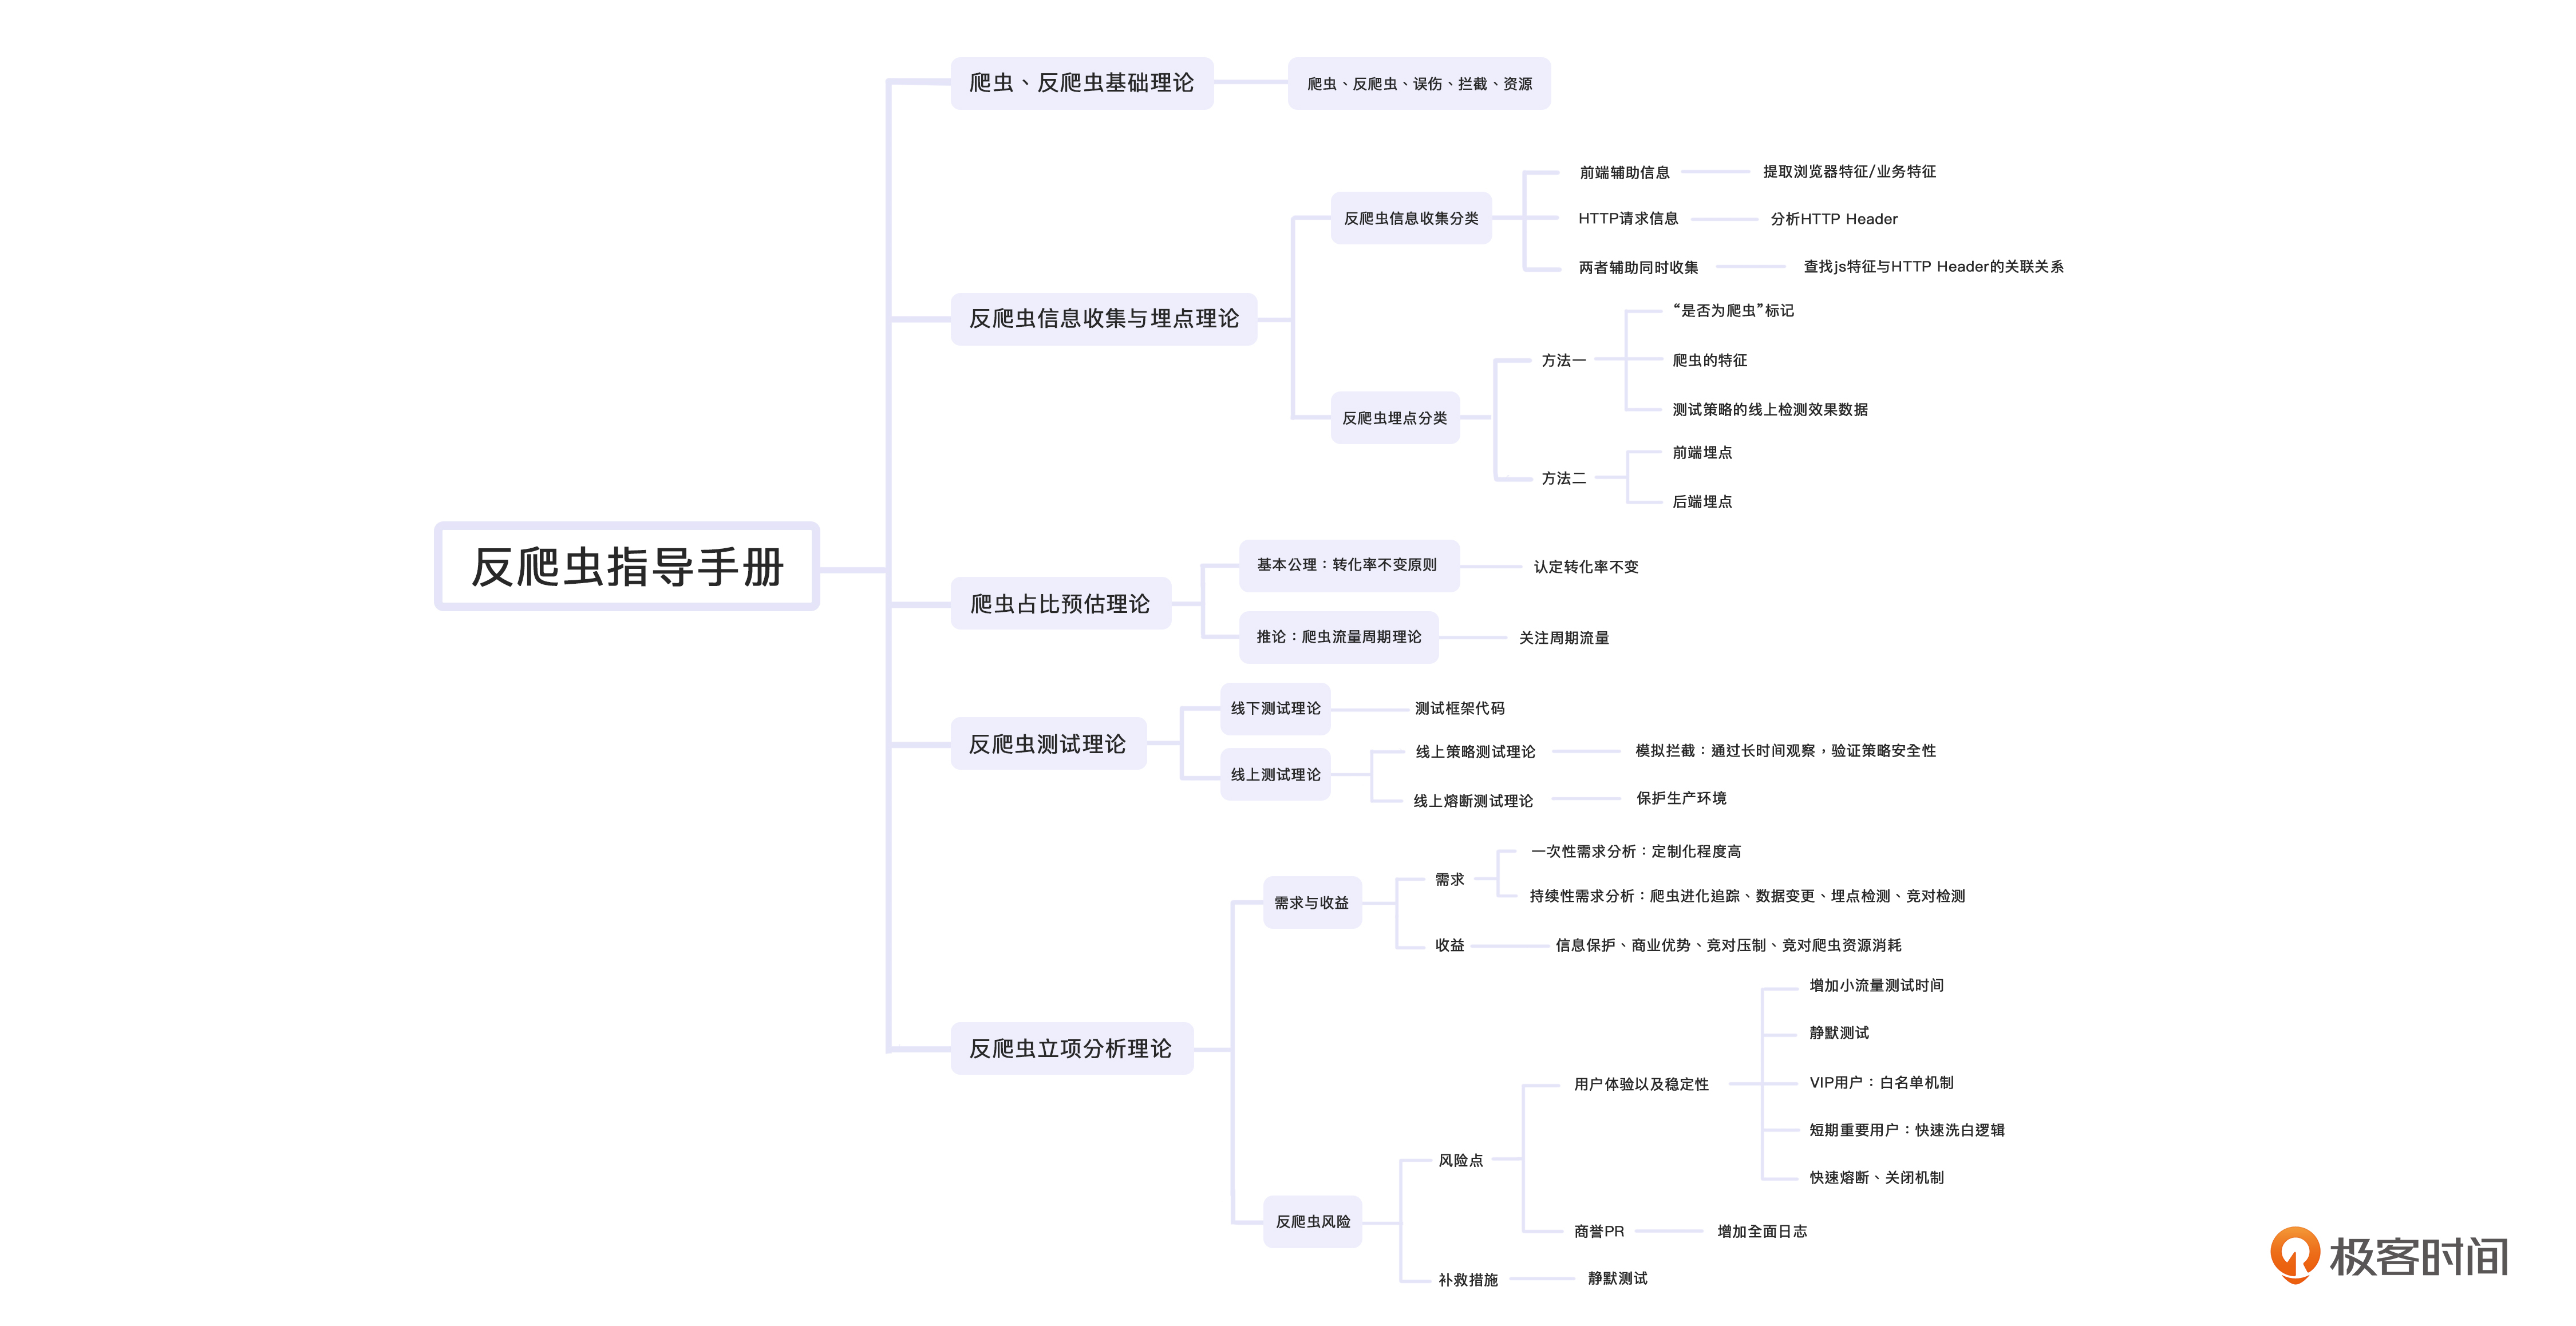 反爬虫指导手册
爬虫、反爬虫基础理论
爬虫、反爬虫、误伤、拦截、资源
反爬虫信息收集与埋点理论
反爬虫信息收集分类
前端辅助信息
提取浏览器特征/业务特征
HTTP请求信息
分析HTTP Header
两者辅助同时收集
查找js特征与HTTP Header的关联关系
反爬虫埋点分类
方法一
“是否为爬虫”标记
爬虫的特征
测试策略的线上检测效果数据
方法二
前端埋点
后端埋点
爬虫占比预估理论
基本公理：转化率不变原则
认定转化率不变
推论：爬虫流量周期理论
关注周期流量
反爬虫测试理论
线下测试理论
测试框架代码
线上测试理论
线上策略测试理论
模拟拦截：通过长时间观察，验证策略安全性
线上熔断测试理论
保护生产环境
反爬虫立项分析理论
需求与收益
需求
一次性需求分析：定制化程度高
持续性需求分析：爬虫进化追踪、数据变更、埋点检测、竞对检测
收益
信息保护、商业优势、竞对压制、竞对爬虫资源消耗
反爬虫风险
风险点
用户体验以及稳定性
增加小流量测试时间
静默测试
VIP用户：白名单机制
短期重要用户：快速洗白逻辑
快速熔断、关闭机制
商誉PR
增加全面日志
补救措施
静默测试
极客时间